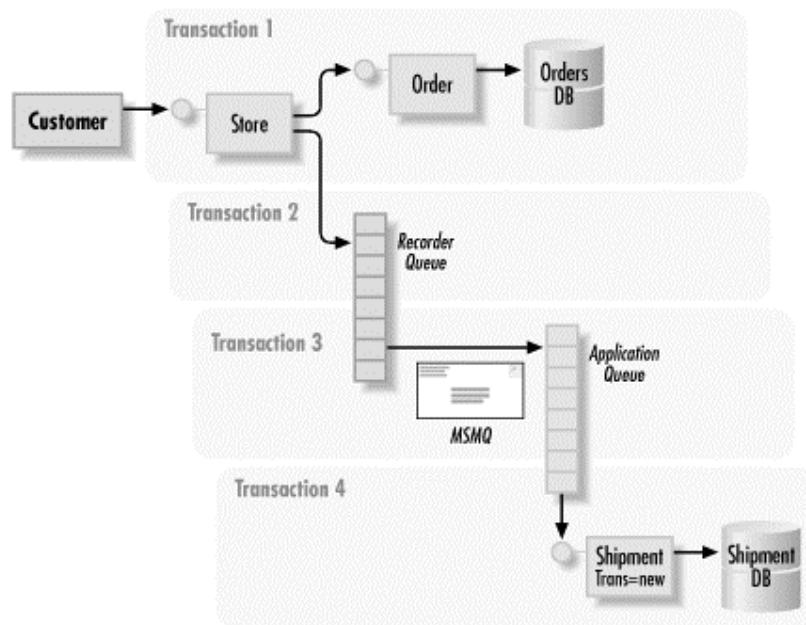 Transaction 1
Customer
Store
Order
Orders
DB
Transaction 2
Recorder
Queue
Transaction 3
Application
Queue
MSMQ
Transaction 4
Shipment
Trans=new
Shipment
DB